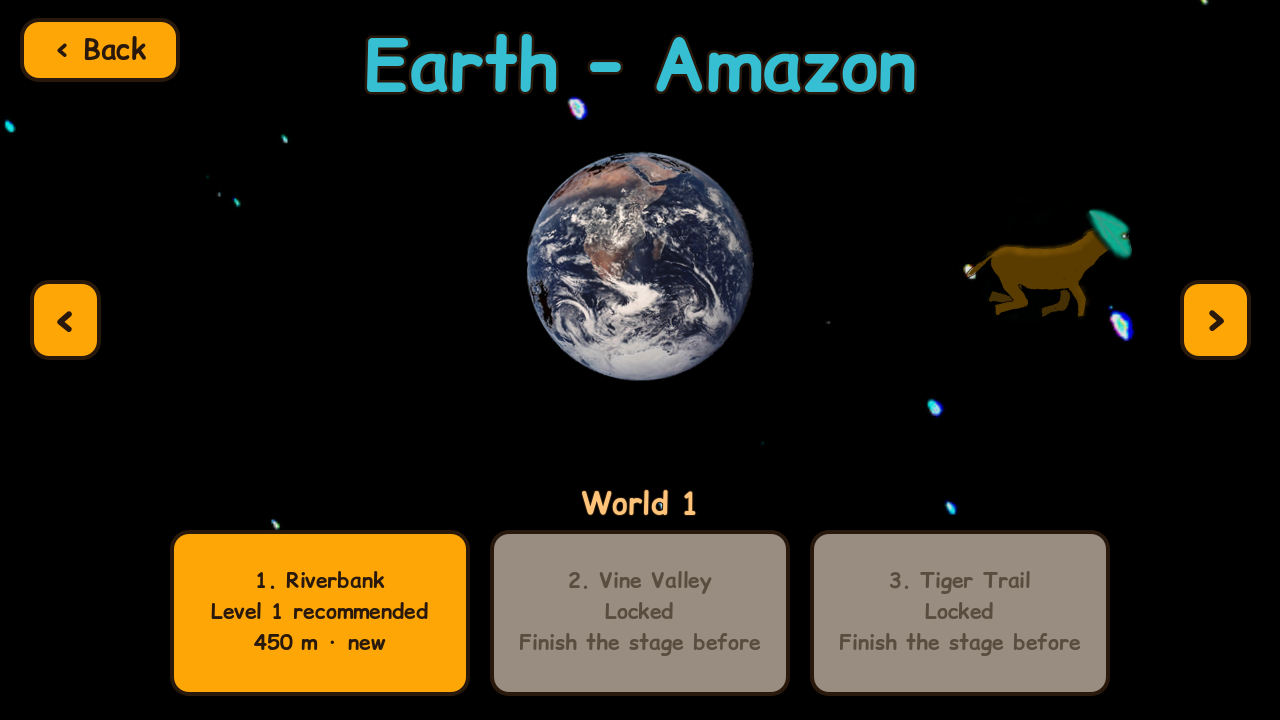 ‹ Back
Earth - Amazon
‹
›
World 1
1. Riverbank
Level 1 recommended
450 m · new
2. Vine Valley
Locked
Finish the stage before
3. Tiger Trail
Locked
Finish the stage before